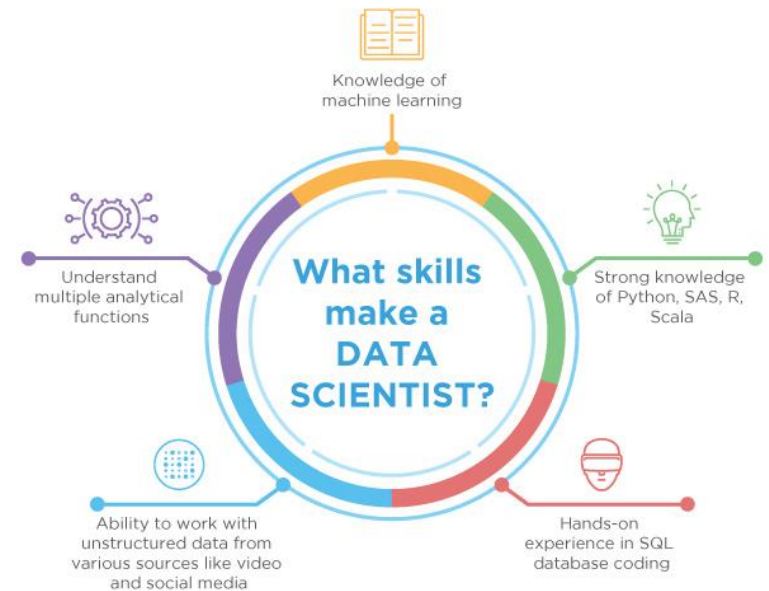 Knowledge of
machine learning
Understand
multiple analytical
functions
What skills
make a
DATA
SCIENTIST?
Strong knowledge
of Python, SAS, R,
Scala
Ability to work with
unstructured data from
various sources like video
and social media
Hands-on
experience in SQL
database coding